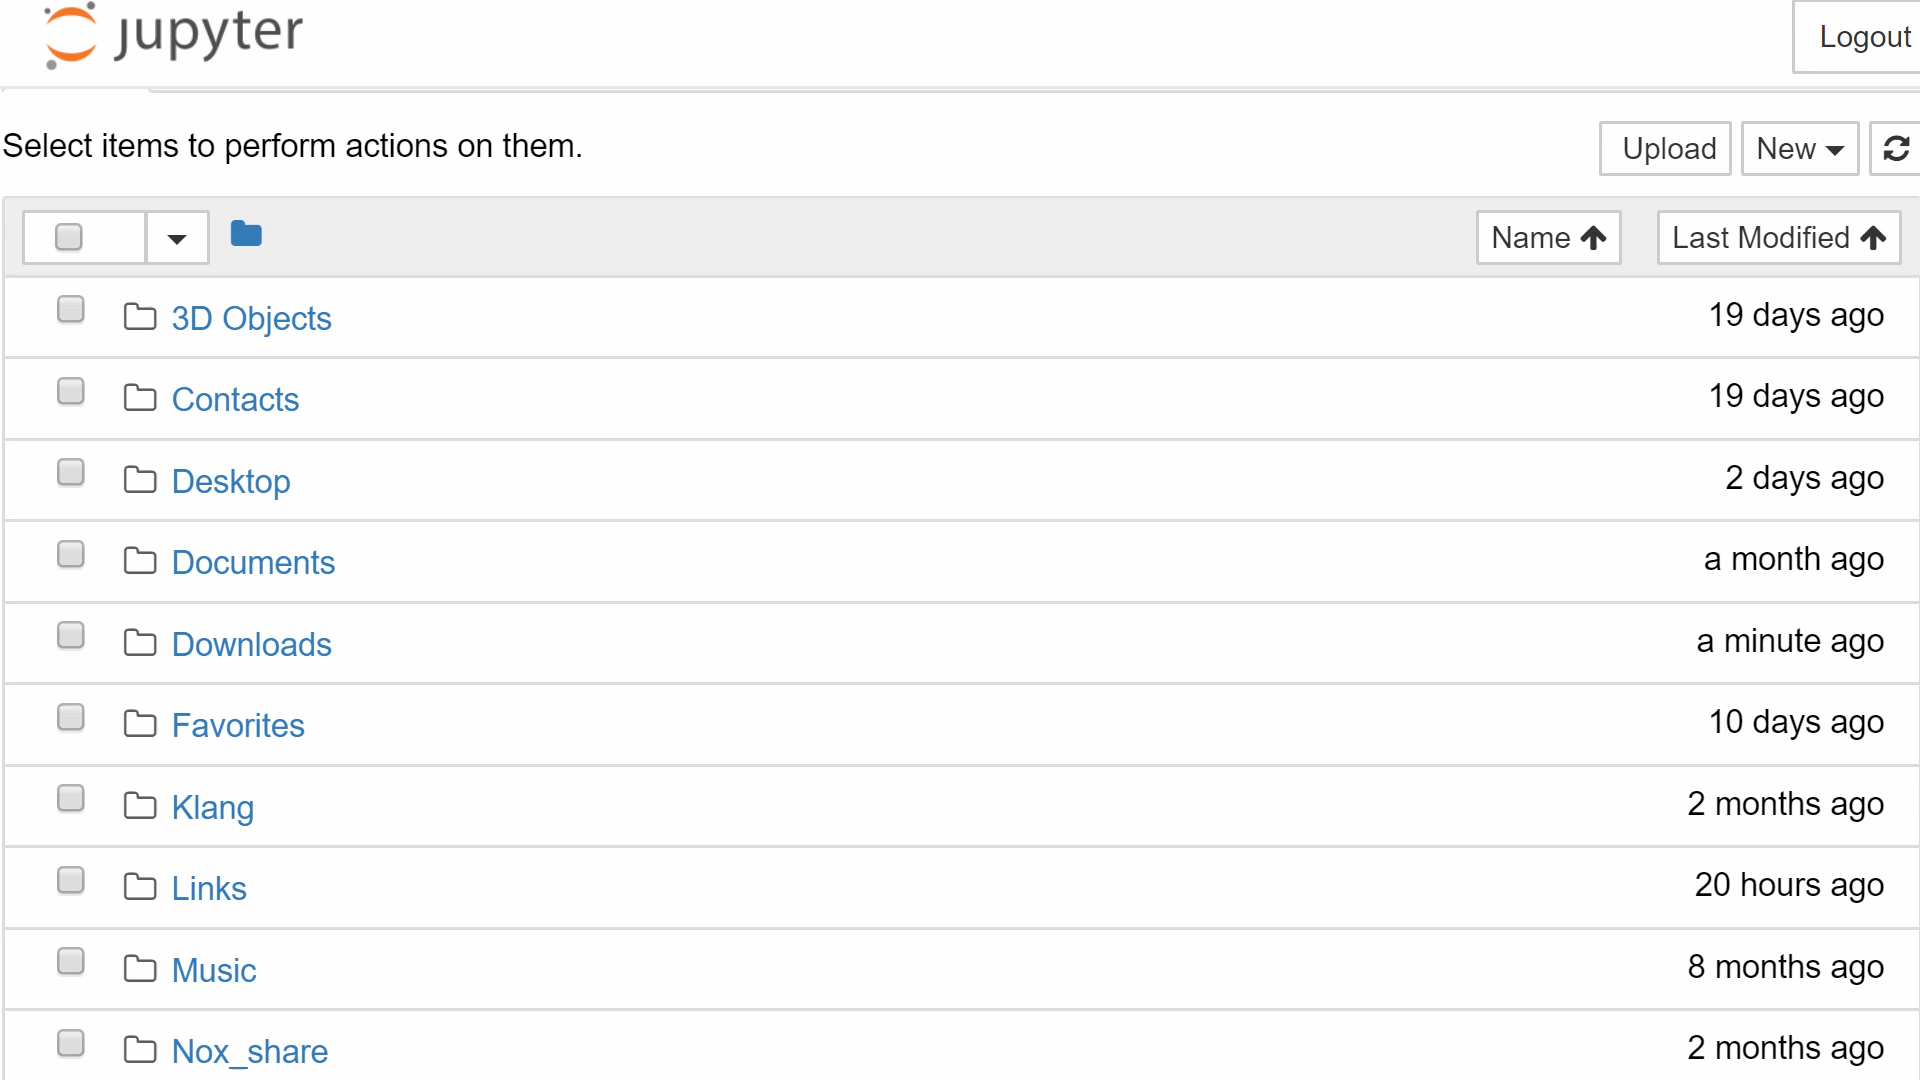 jupyter
Logout
Select items to perform actions on them.
Upload New
Name Last Modified
3D Objects 19 days ago
Contacts 19 days ago
Desktop 2 days ago
Documents a month ago
Downloads a minute ago
Favorites 10 days ago
Klang 2 months ago
Links 20 hours ago
Music 8 months ago
Nox_share 2 months ago